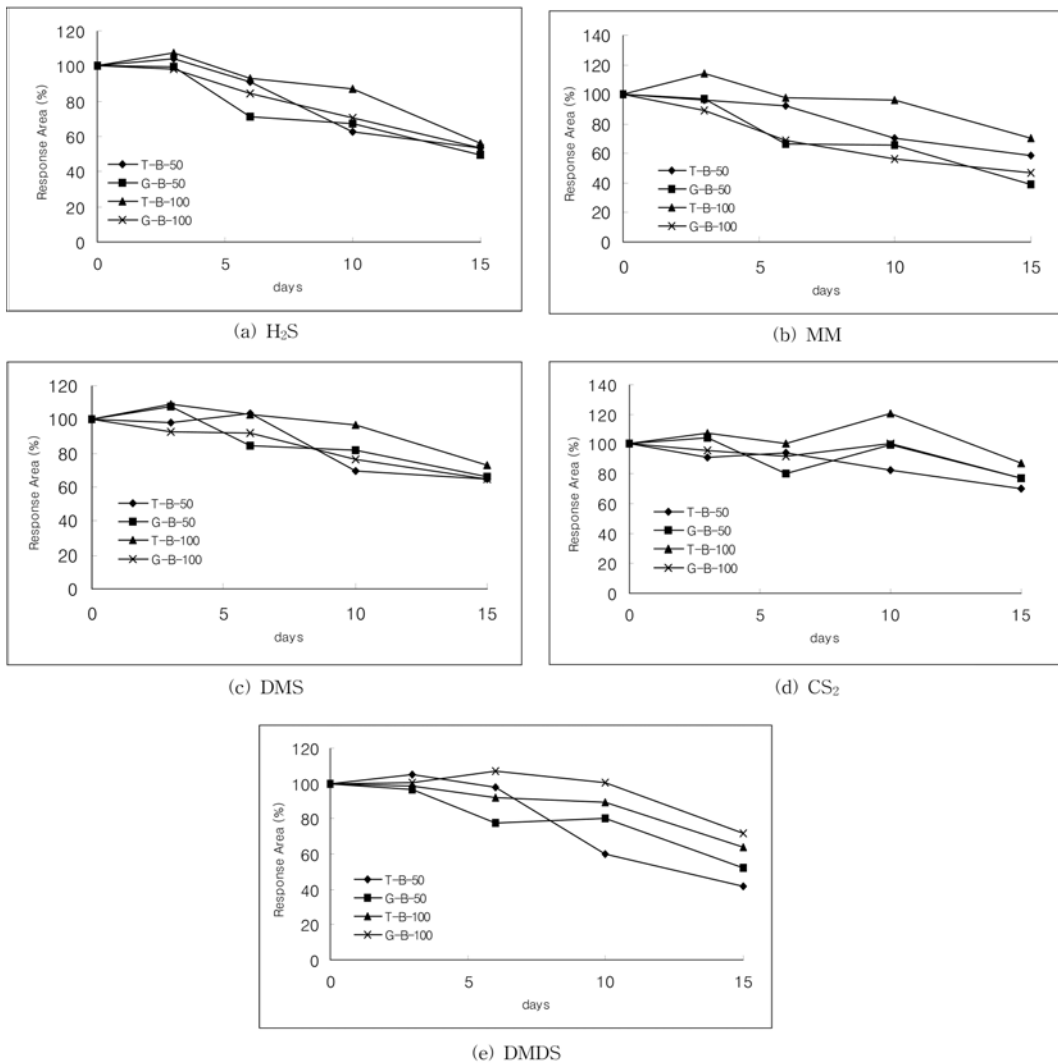 Response Area (%)
120
100
80
60
40
20
0
T-B-50
G-B-50
T-B-100
G-B-100
0 5 10 15
days
(a) H₂S
Response Area (%)
140
120
100
80
60
40
20
0
T-B-50
G-B-50
T-B-100
G-B-100
0 5 10 15
days
(b) MM
Response Area (%)
120
100
80
60
40
20
0
T-B-50
G-B-50
T-B-100
G-B-100
0 5 10 15
days
(c) DMS
Response Area (%)
140
120
100
80
60
40
20
0
T-B-50
G-B-50
T-B-100
G-B-100
0 5 10 15
days
(d) CS₂
Response Area (%)
120
100
80
60
40
20
0
T-B-50
G-B-50
T-B-100
G-B-100
0 5 10 15
days
(e) DMDS